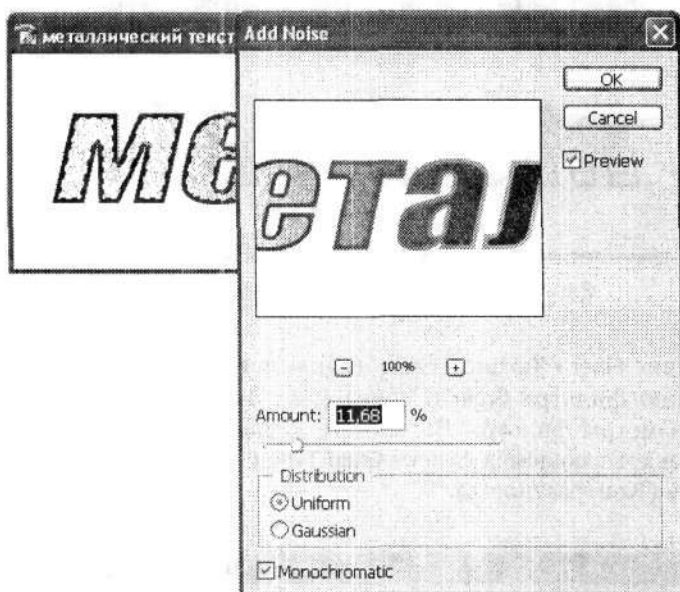 металлический текст
Add Noise
ме
етал
OK
Cancel
Preview
100%
Amount: 11,68 %
Distribution
Uniform
Gaussian
Monochromatic